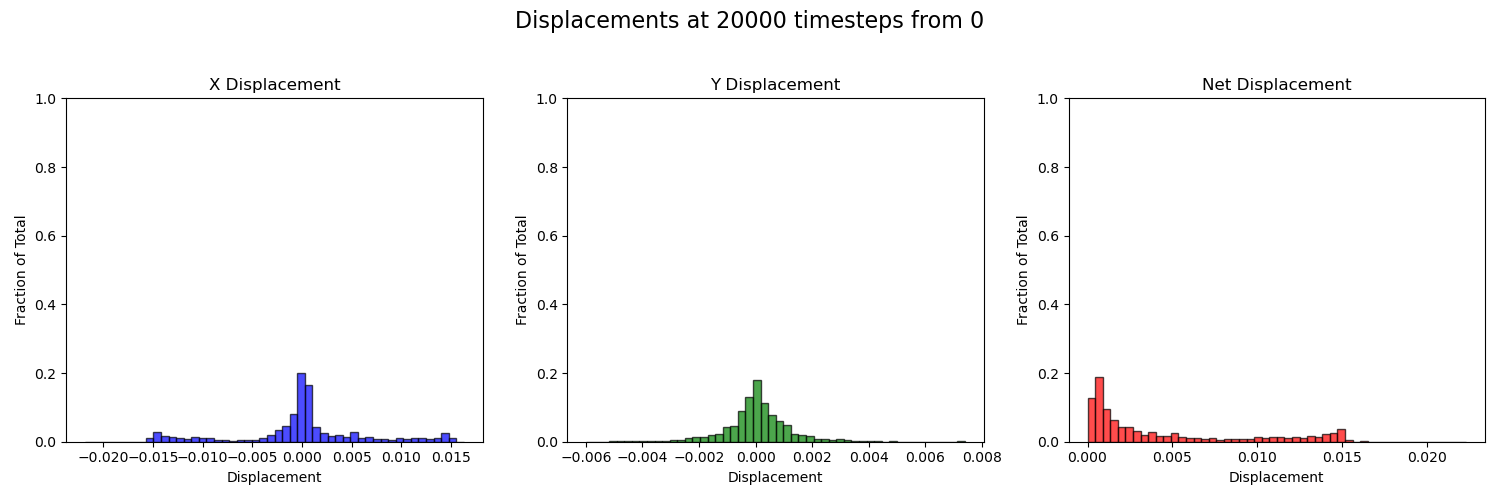 Displacements at 20000 timesteps from 0
X Displacement
Y Displacement
Net Displacement
Fraction of Total
1.0
0.8
0.6
0.4
0.2
0.0
−0.020−0.015−0.010−0.005 0.000 0.005 0.010 0.015
Displacement
Fraction of Total
1.0
0.8
0.6
0.4
0.2
0.0
−0.006 −0.004 −0.002 0.000 0.002 0.004 0.006 0.008
Displacement
Fraction of Total
1.0
0.8
0.6
0.4
0.2
0.0
0.000 0.005 0.010 0.015 0.020
Displacement